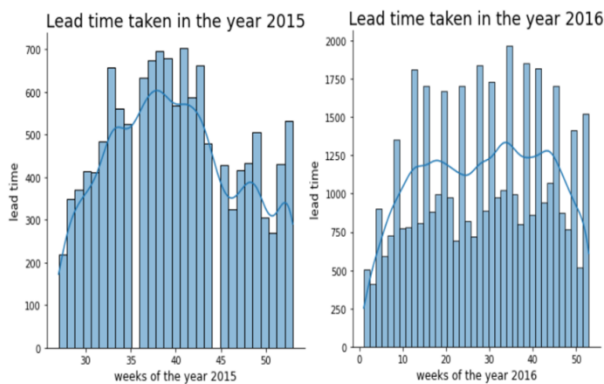 Lead time taken in the year 2015
lead time
700
600
500
400
300
200
100
0
30 35 40 45 50
weeks of the year 2015
Lead time taken in the year 2016
lead time
2000
1750
1500
1250
1000
750
500
250
0
0 10 20 30 40 50
weeks of the year 2016